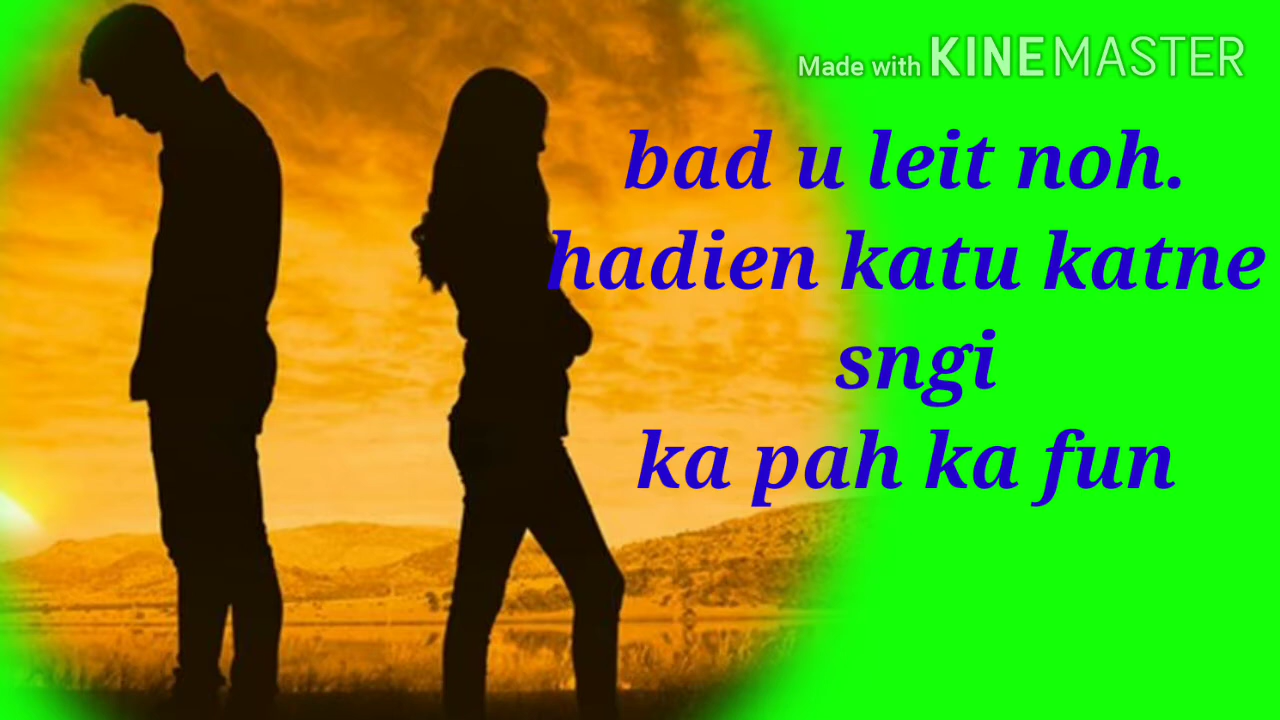 Made with KINEMASTER
bad u leit noh.
hadien katu katne
sngi
ka pah ka fun